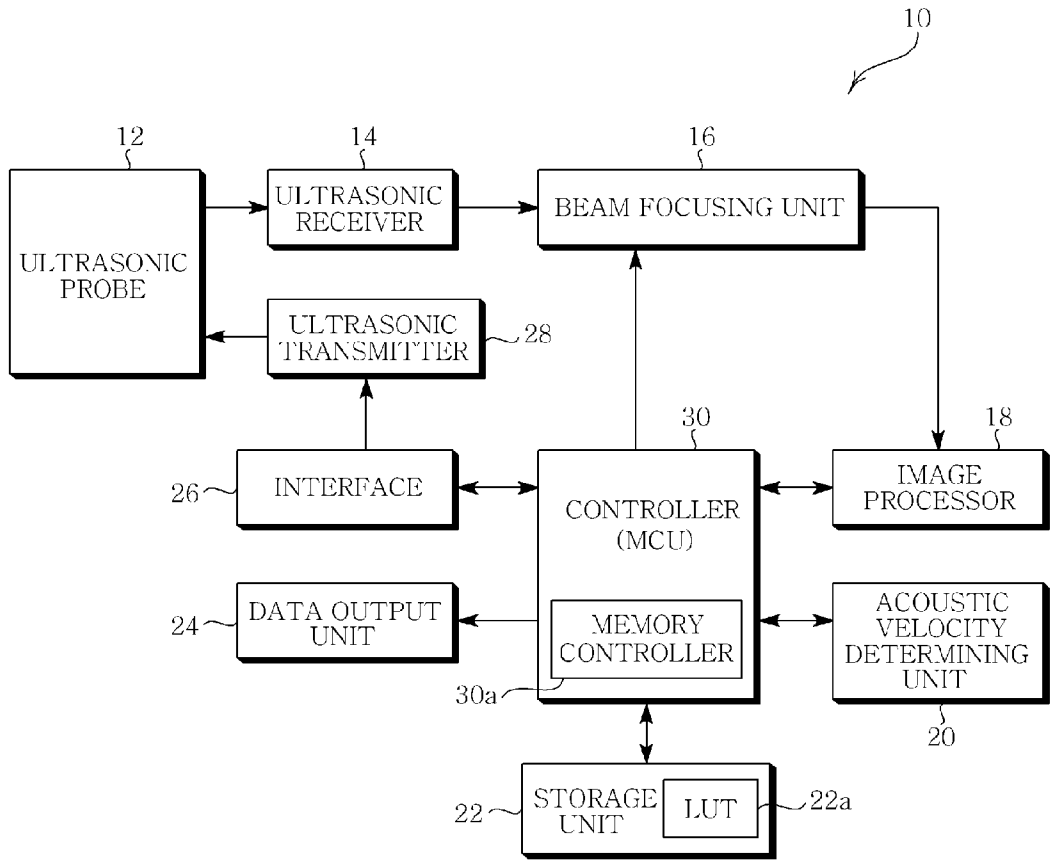 10
12
14
16
ULTRASONIC
PROBE
ULTRASONIC
RECEIVER
BEAM FOCUSING UNIT
ULTRASONIC
TRANSMITTER
28
30
18
26
INTERFACE
CONTROLLER
(MCU)
IMAGE
PROCESSOR
24
DATA OUTPUT
UNIT
MEMORY
CONTROLLER
30a
ACOUSTIC
VELOCITY
DETERMINING
UNIT
20
22
STORAGE
UNIT
LUT
22a